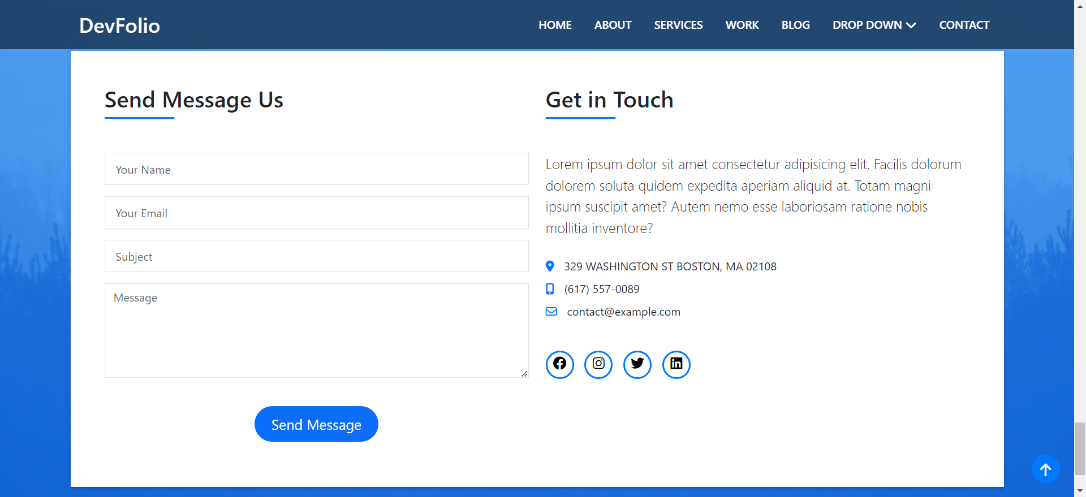 DevFolio
HOME ABOUT SERVICES WORK BLOG DROP DOWN CONTACT
Send Message Us
Your Name
Your Email
Subject
Message
Send Message
Get in Touch
Lorem ipsum dolor sit amet consectetur adipisicing elit. Facilis dolorum
dolorem soluta quidem expedita aperiam aliquid at. Totam magni
ipsum suscipit amet? Autem nemo esse laboriosam ratione nobis
mollitia inventore?
329 WASHINGTON ST BOSTON, MA 02108
(617) 557-0089
contact@example.com